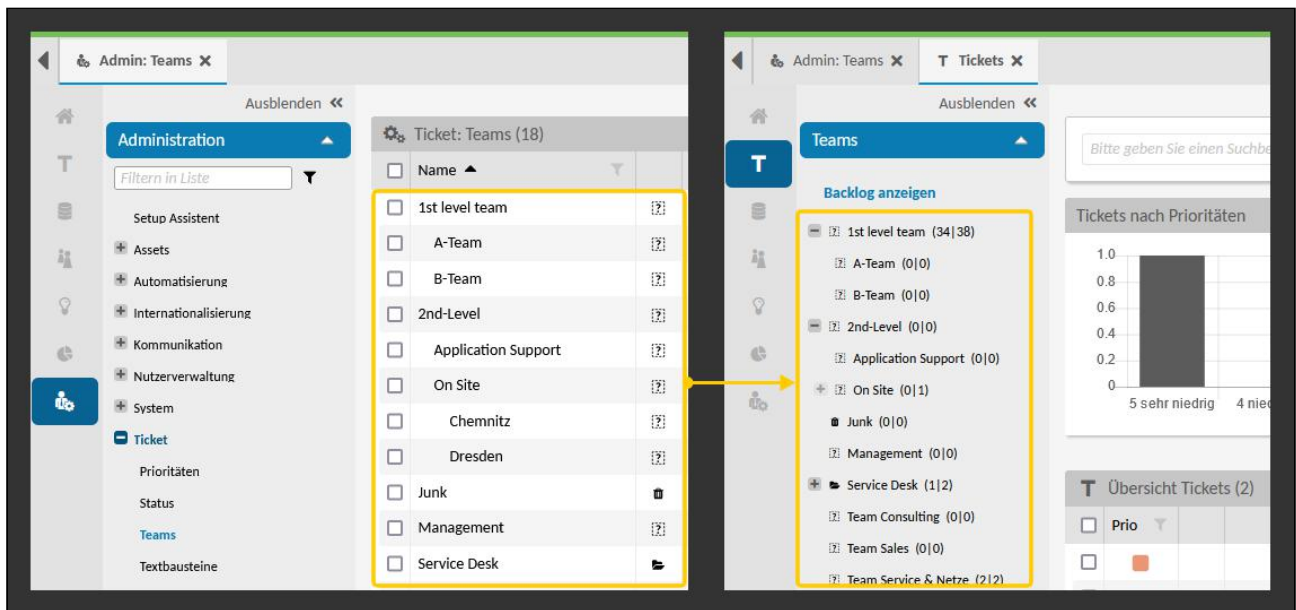 Admin: Teams
Ausblenden
Administration
Filtern in Liste
Setup Assistent
Assets
Automatisierung
Internationalisierung
Kommunikation
Nutzerverwaltung
System
Ticket
Prioritäten
Status
Teams
Textbausteine
Ticket: Teams (18)
Name
1st level team
A-Team
B-Team
2nd-Level
Application Support
On Site
Chemnitz
Dresden
Junk
Management
Service Desk
Admin: Teams
T Tickets
Ausblenden
Teams
Backlog anzeigen
1st level team (34|38)
A-Team (0|0)
B-Team (0|0)
2nd-Level (0|0)
Application Support (0|0)
On Site (0|1)
Junk (0|0)
Management (0|0)
Service Desk (1|2)
Team Consulting (0|0)
Team Sales (0|0)
Team Service & Netze (2|2)
Bitte geben Sie einen Suchbe
Tickets nach Prioritäten
1.0
0.8
0.6
0.4
0.2
0
5 sehr niedrig 4 nied
T Übersicht Tickets (2)
Prio